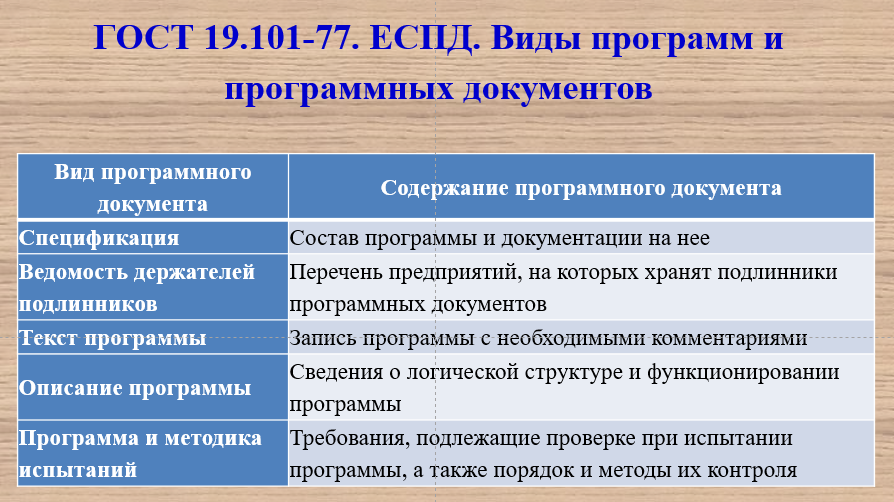 ГОСТ 19.101-77. ЕСПД. Виды программ и
программных документов
Вид программного
документа
Содержание программного документа
Спецификация
Состав программы и документации на нее
Ведомость держателей
подлинников
Перечень предприятий, на которых хранят подлинники
программных документов
Текст программы
Запись программы с необходимыми комментариями
Описание программы
Сведения о логической структуре и функционировании
программы
Программа и методика
испытаний
Требования, подлежащие проверке при испытании
программы, а также порядок и методы их контроля